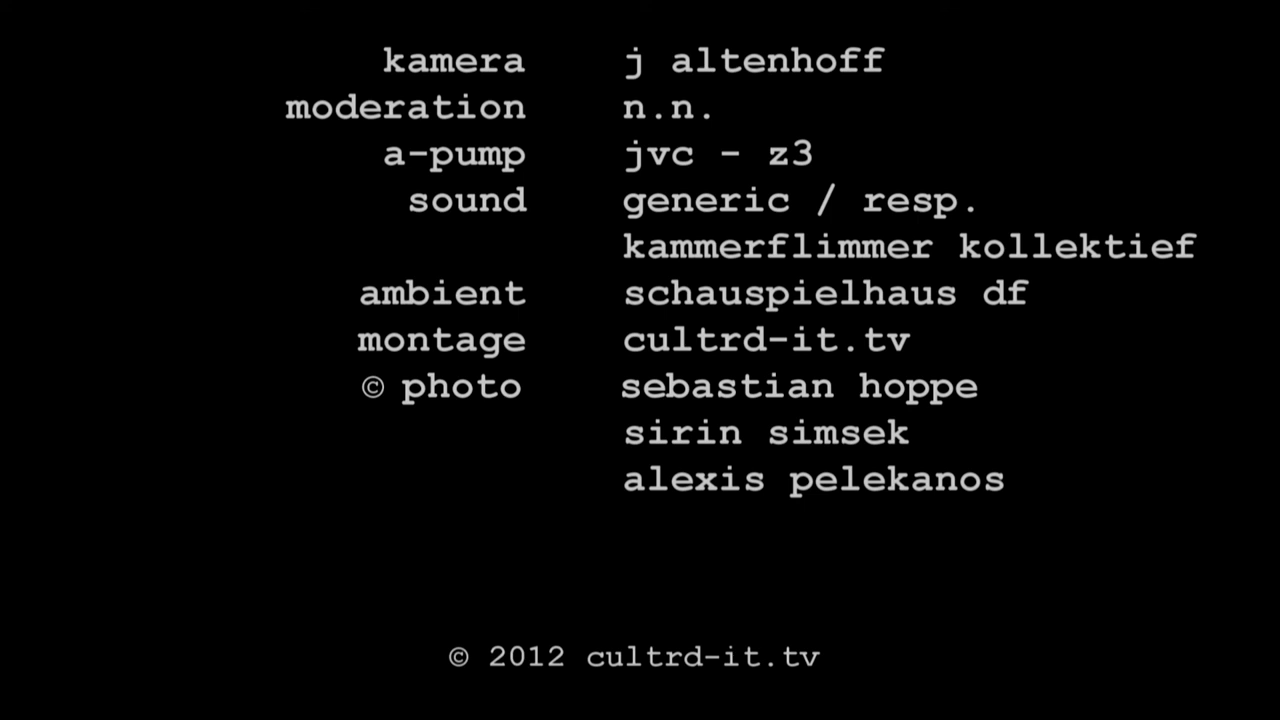 kamera j altenhoff
moderation n.n.
a-pump jvc - z3
sound generic / resp.
kammerflimmer kollektief
ambient schauspielhaus df
montage cultrd-it.tv
© photo sebastian hoppe
sirin simsek
alexis pelekanos
© 2012 cultrd-it.tv